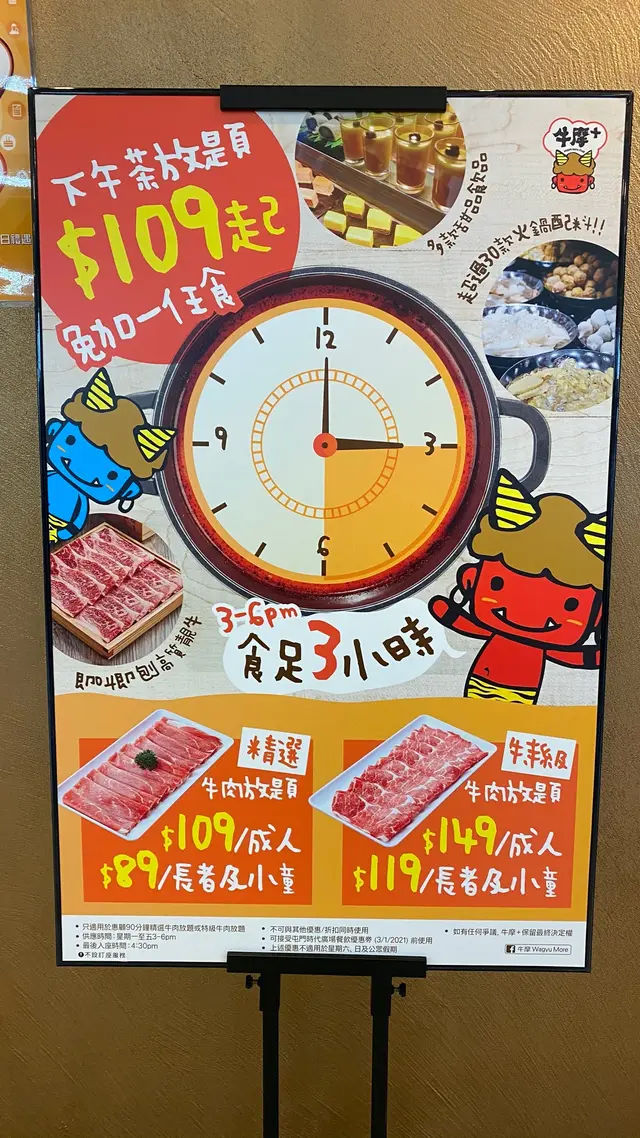 下午茶放題
$109起
免加一任食
多款甜品飲品
牛摩+
超過30款火鍋配料!!
12
3
6
9
即叫即刨高質靚牛
3-6pm
食足3小時
精選
牛肉放題
$109/成人
$89/長者及小童
特級
牛肉放題
$149/成人
$119/長者及小童
• 只適用於惠顧90分鐘精選牛肉放題或特級牛肉放題
• 供應時間:星期一至五3-6pm
• 最後入座時間:4:30pm
不設訂座服務
• 不可與其他優惠/折扣同時使用
• 可接受屯門時代廣場餐飲優惠券 (3/1/2021) 前使用
• 上述優惠不適用於星期六、日及公眾假期
• 如有任何爭議, 牛摩+保留最終決定權
牛摩 Wagyu More
日禮遇